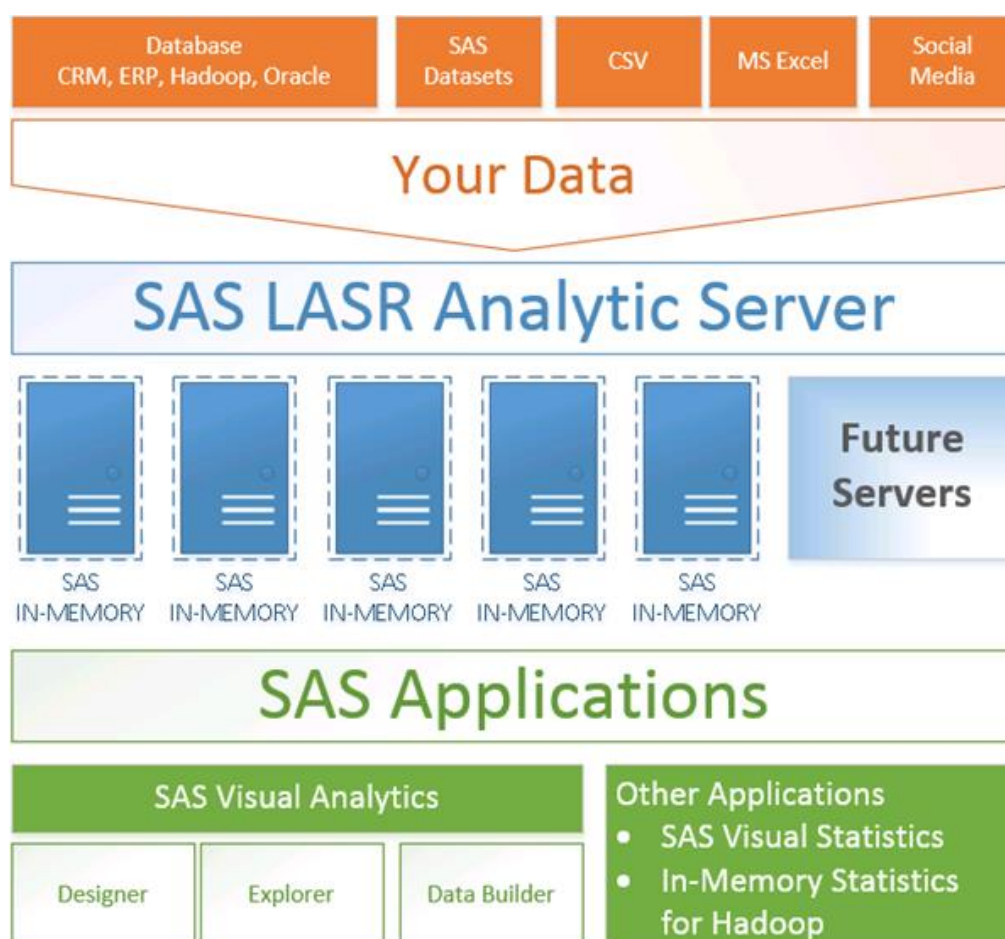 Database
CRM, ERP, Hadoop, Oracle
SAS
Datasets
CSV
MS Excel
Social
Media
Your Data
SAS LASR Analytic Server
Future
Servers
SAS
IN-MEMORY
SAS
IN-MEMORY
SAS
IN-MEMORY
SAS
IN-MEMORY
SAS
IN-MEMORY
SAS Applications
SAS Visual Analytics
Designer
Explorer
Data Builder
Other Applications
• SAS Visual Statistics
• In-Memory Statistics
for Hadoop